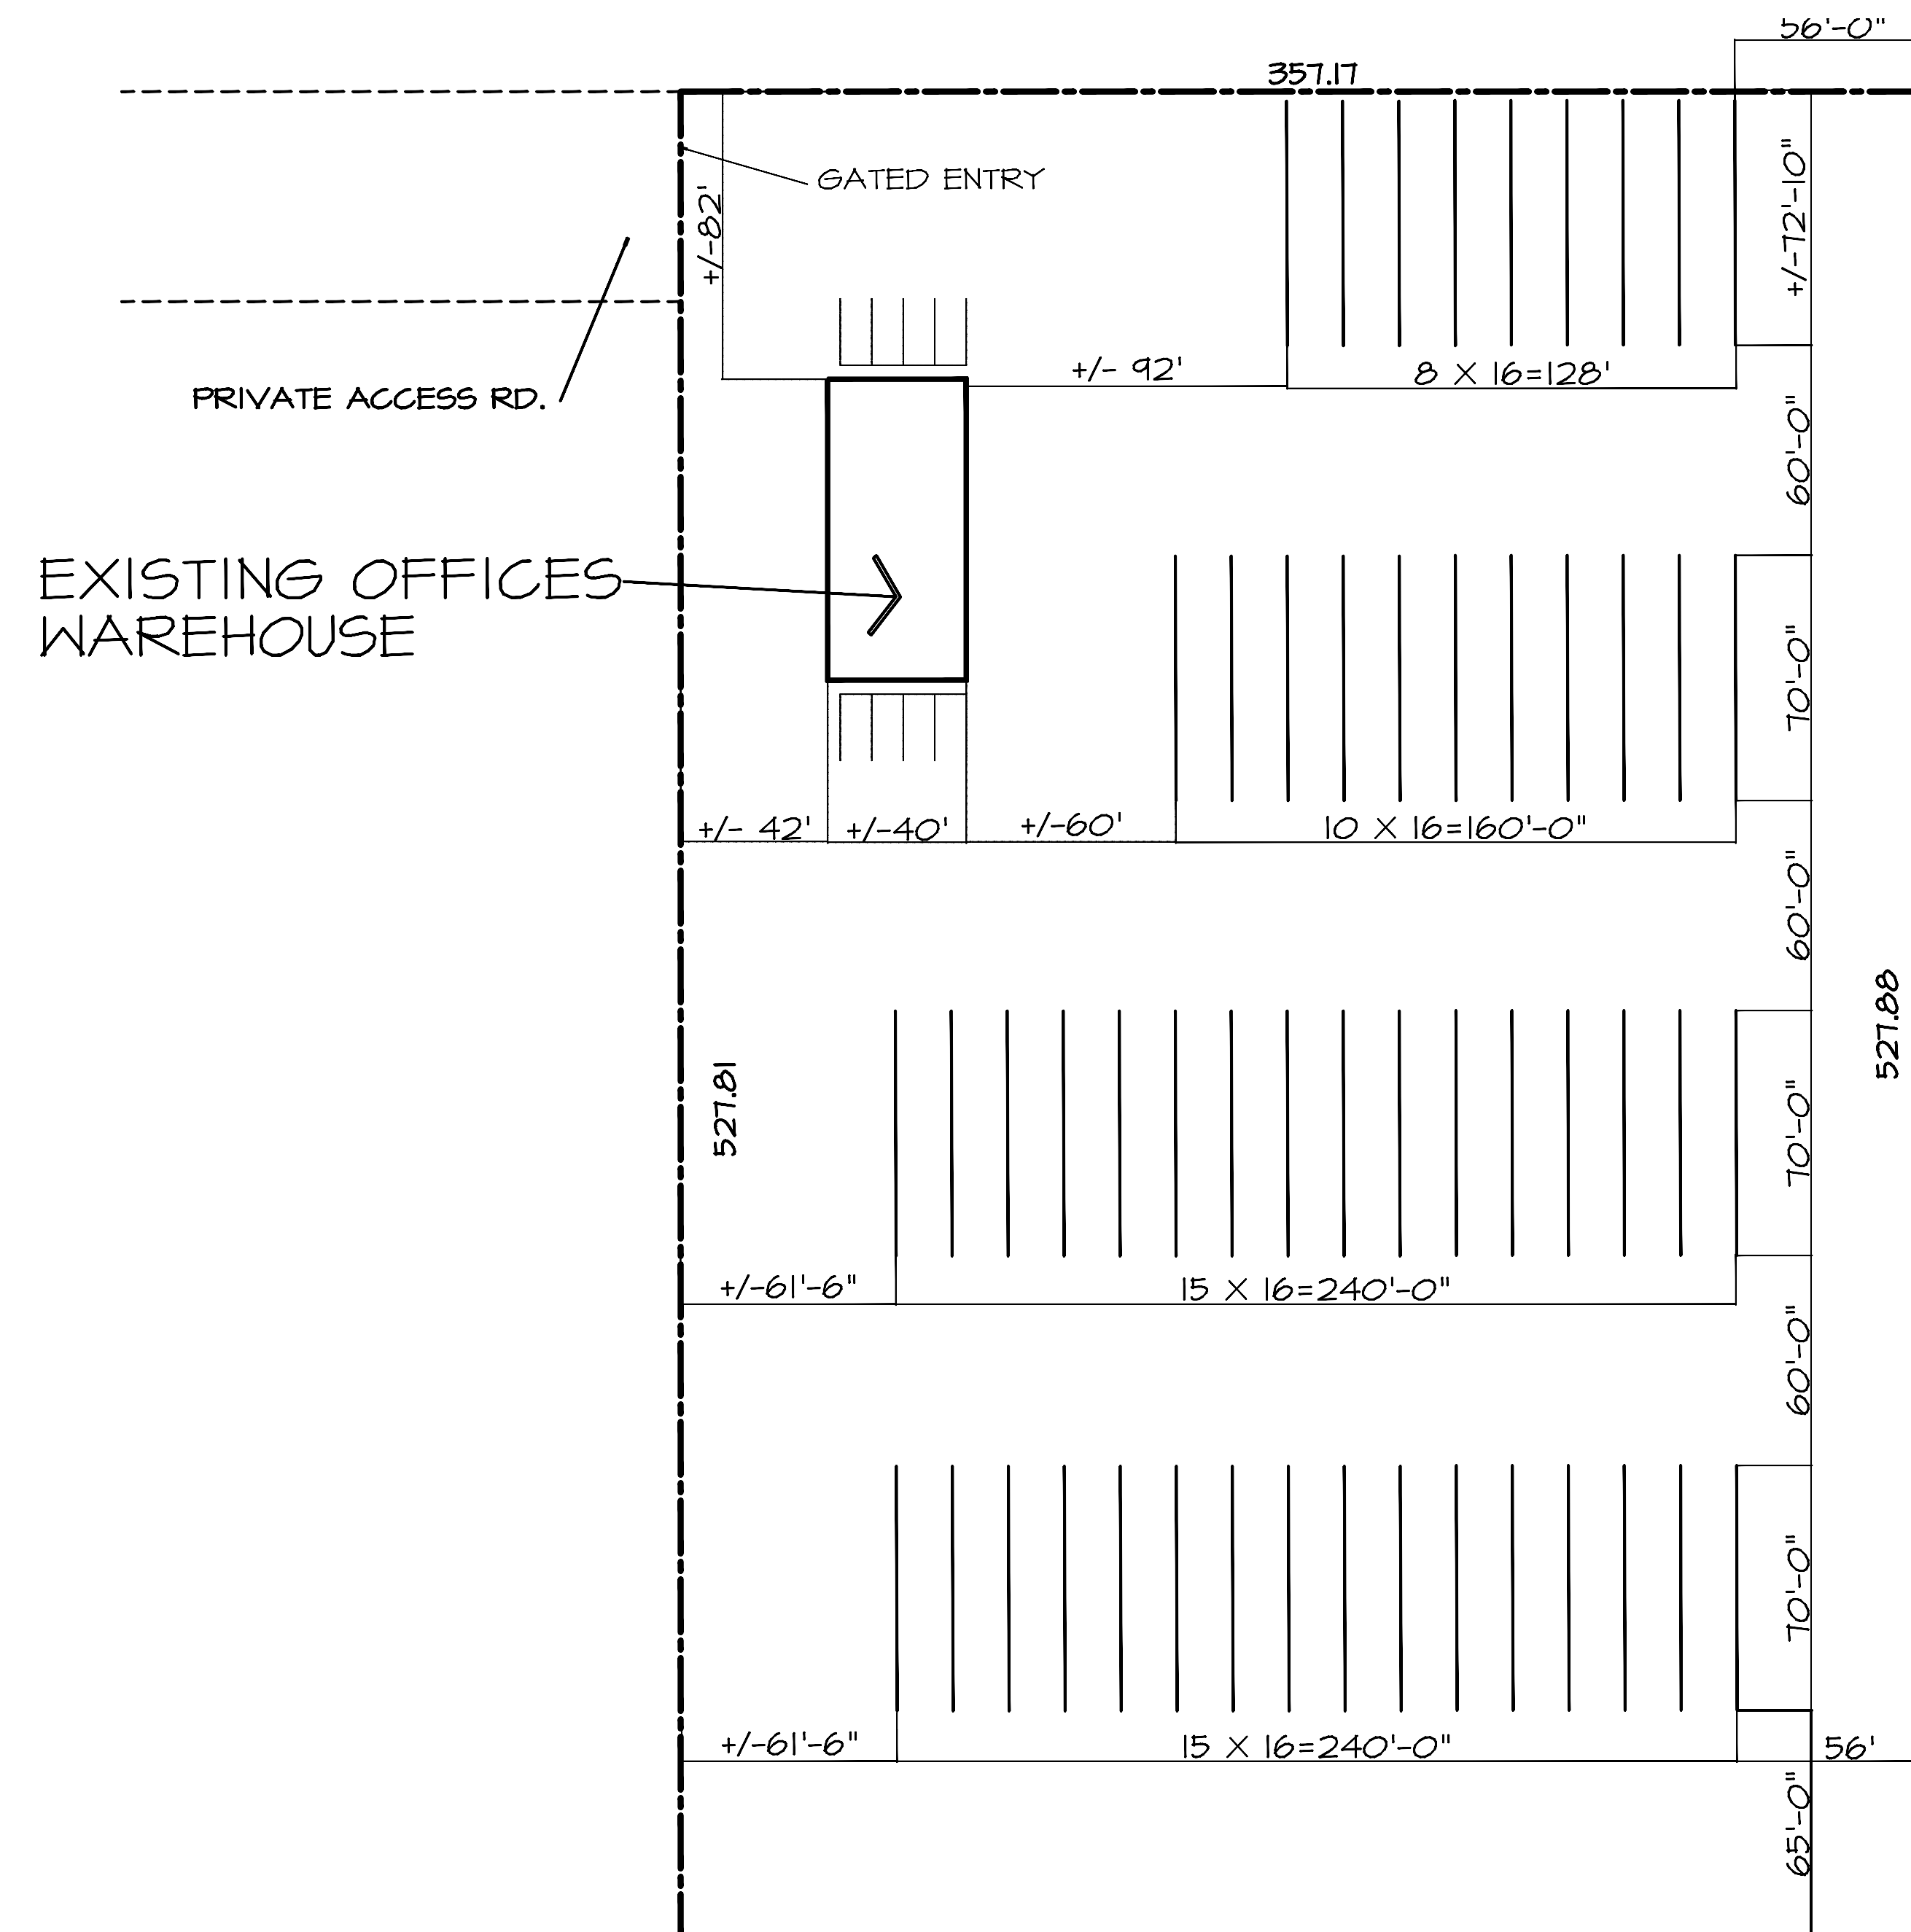 56'-0"
357.17
GATED ENTRY
+/-82'
+/-72'-10"
PRIVATE ACCESS RD.
+/- 92'
8 X 16=128'
60'-0"
EXISTING OFFICES
WAREHOUSE
70'-0"
+/- 42'
+/-40'
+/-60'
10 X 16=160'-0"
60'-0"
527.88
527.81
70'-0"
+/-61'-6"
15 X 16=240'-0"
60'-0"
70'-0"
+/-61'-6"
15 X 16=240'-0"
56'
65'-0"